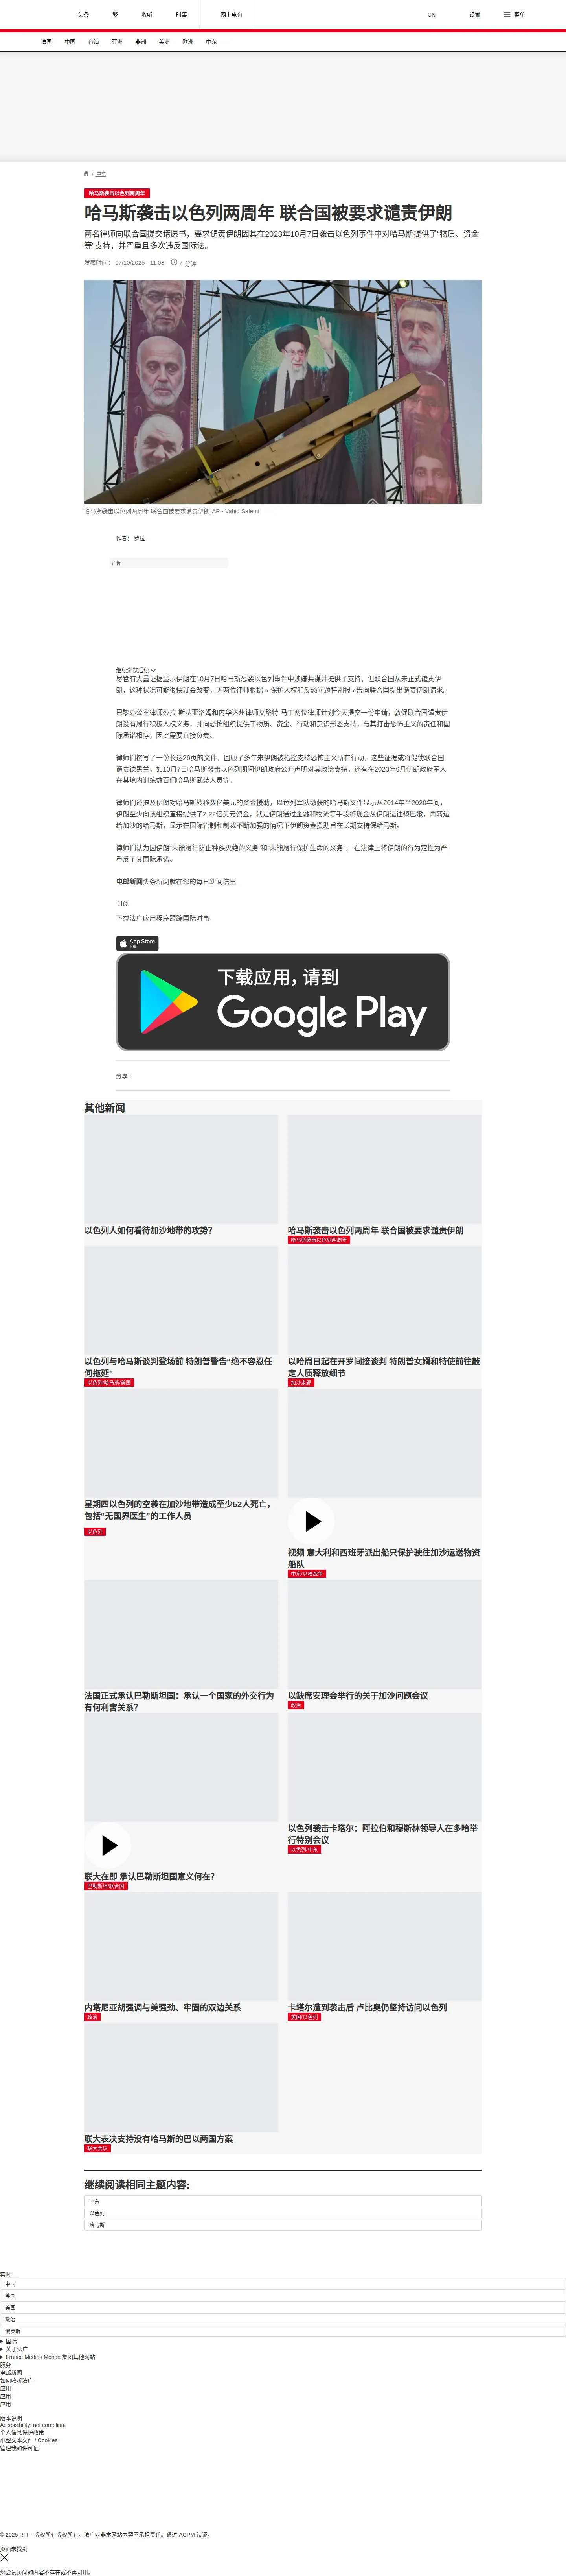 头条
繁
收听
时事
网上电台
CN
设置
菜单
法国
中国
台海
亚洲
非洲
美洲
欧洲
中东
/ 中东
哈马斯袭击以色列两周年
哈马斯袭击以色列两周年 联合国被要求谴责伊朗
两名律师向联合国提交请愿书，要求谴责伊朗因其在2023年10月7日袭击以色列事件中对哈马斯提供了“物质、资金
等”支持，并严重且多次违反国际法。
发表时间： 07/10/2025 - 11:08
4 分钟
哈马斯袭击以色列两周年 联合国被要求谴责伊朗 AP - Vahid Salemi
作者： 罗拉
广告
继续浏览后续
尽管有大量证据显示伊朗在10月7日哈马斯恐袭以色列事件中涉嫌共谋并提供了支持，但联合国从未正式谴责伊
朗，这种状况可能很快就会改变，因两位律师根据 « 保护人权和反恐问题特别报 »告向联合国提出谴责伊朗请求。
巴黎办公室律师莎拉·斯基亚洛姆和内华达州律师艾略特·马丁两位律师计划今天提交一份申请，敦促联合国谴责伊
朗没有履行积极人权义务，并向恐怖组织提供了物质、资金、行动和意识形态支持，与其打击恐怖主义的责任和国
际承诺相悖，因此需要直接负责。
律师们撰写了一份长达26页的文件，回顾了多年来伊朗被指控支持恐怖主义所有行动，这些证据或将促使联合国
谴责德黑兰，如10月7日哈马斯袭击以色列期间伊朗政府公开声明对其政治支持，还有在2023年9月伊朗政府军人
在其境内训练数百们哈马斯武装人员等。
律师们还提及伊朗对哈马斯转移数亿美元的资金援助，以色列军队缴获的哈马斯文件显示从2014年至2020年间，
伊朗至少向该组织直接提供了2.22亿美元资金，就是伊朗通过金融和物流等手段将现金从伊朗运往黎巴嫩，再转运
给加沙的哈马斯，显示在国际管制和制裁不断加强的情况下伊朗资金援助旨在长期支持保哈马斯。
律师们认为因伊朗“未能履行防止种族灭绝的义务”和“未能履行保护生命的义务”， 在法律上将伊朗的行为定性为严
重反了其国际承诺。
电邮新闻头条新闻就在您的每日新闻信里
订阅
下载法广应用程序跟踪国际时事
App Store
下载
下载应用，请到
Google Play
分享 :
其他新闻
以色列人如何看待加沙地带的攻势？
哈马斯袭击以色列两周年 联合国被要求谴责伊朗
哈马斯袭击以色列两周年
以色列与哈马斯谈判登场前 特朗普警告“绝不容忍任
何拖延”
以色列/哈马斯/美国
以哈周日起在开罗间接谈判 特朗普女婿和特使前往敲
定人质释放细节
加沙走廊
星期四以色列的空袭在加沙地带造成至少52人死亡，
包括“无国界医生”的工作人员
以色列
视频 意大利和西班牙派出船只保护驶往加沙运送物资
船队
中东/以哈战争
法国正式承认巴勒斯坦国：承认一个国家的外交行为
有何利害关系？
以缺席安理会举行的关于加沙问题会议
政治
联大在即 承认巴勒斯坦国意义何在？
巴勒斯坦/联合国
以色列袭击卡塔尔：阿拉伯和穆斯林领导人在多哈举
行特别会议
以色列/中东
内塔尼亚胡强调与美强劲、牢固的双边关系
政治
卡塔尔遭到袭击后 卢比奥仍坚持访问以色列
美国/以色列
联大表决支持没有哈马斯的巴以两国方案
联大会议
继续阅读相同主题内容:
中东
以色列
哈马斯
实时
中国
英国
美国
政治
俄罗斯
国际
关于法广
France Médias Monde 集团其他网站
服务
电邮新闻
如何收听法广
应用
应用
应用
版本说明
Accessibility: not compliant
个人信息保护政策
小型文本文件 / Cookies
管理我的许可证
© 2025 RFI – 版权所有版权所有。法广对非本网站内容不承担责任。通过 ACPM 认证。
页面未找到
您尝试访问的内容不存在或不再可用。